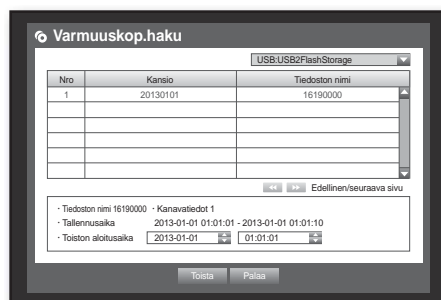 Varmuuskop.haku
USB:USB2FlashStorage
Nro Kansio Tiedoston nimi
1 20130101 16190000
Edellinen/seuraava sivu
· Tiedoston nimi 16190000 · Kanavatiedot 1
· Tallennusaika 2013-01-01 01:01:01 - 2013-01-01 01:01:10
· Toiston aloitusaika 2013-01-01 01:01:01
Toista Palaa